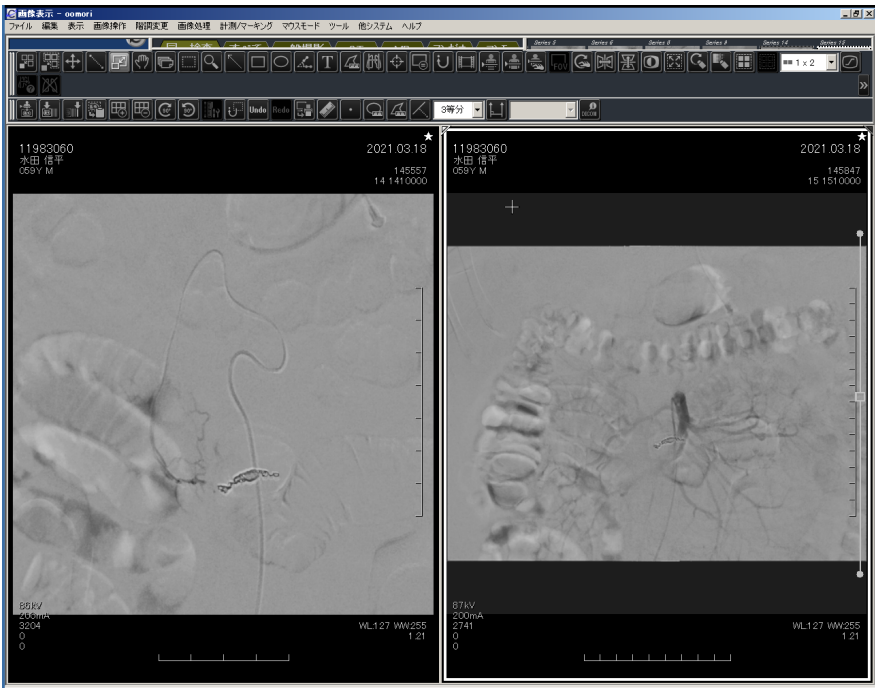 画像表示 - oomori
ファイル 編集 表示 画像操作 階調変更 画像処理 計測/マーキング マウスモード ツール 他システム ヘルプ
Series 5 Series 6 Series 8 Series 9 Series 14 Series 15
T FOV 1 x 2
Undo Redo 3等分 DICOM
11983060 2021.03.18
水田 信平
059Y M 145557
14 1410000
86kV
200mA
3204 WL:127 WW:255
0 1.21
0
11983060 2021.03.18
水田 信平
059Y M 145847
15 1510000
87kV
200mA
2741 WL:127 WW:255
0 1.21
0